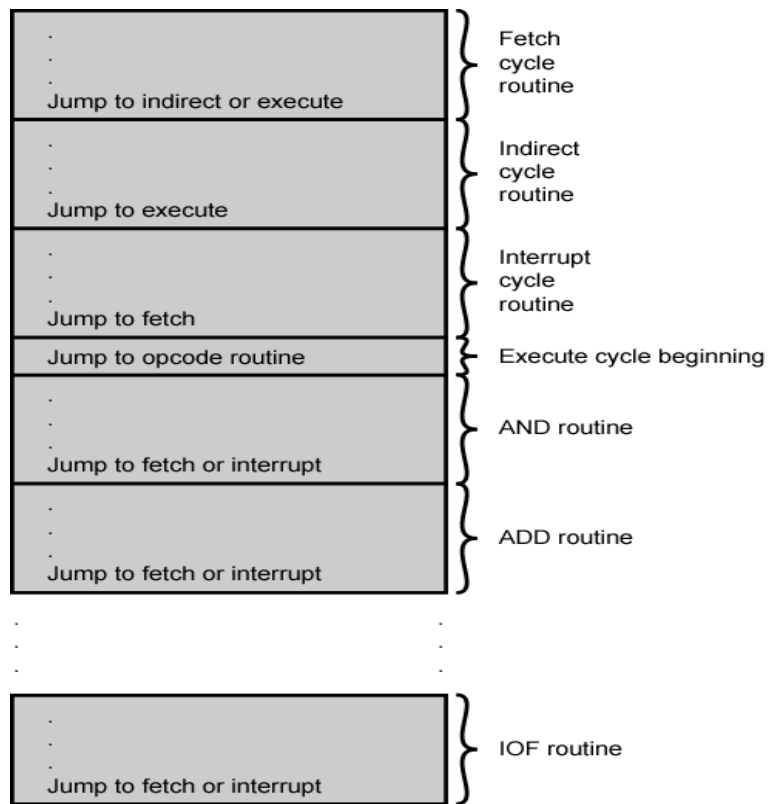 .
.
.
Jump to indirect or execute
Fetch
cycle
routine
.
.
.
Jump to execute
Indirect
cycle
routine
.
.
.
Jump to fetch
Interrupt
cycle
routine
Jump to opcode routine
Execute cycle beginning
.
.
.
Jump to fetch or interrupt
AND routine
.
.
.
Jump to fetch or interrupt
ADD routine
. .
. .
. .
.
.
.
Jump to fetch or interrupt
IOF routine